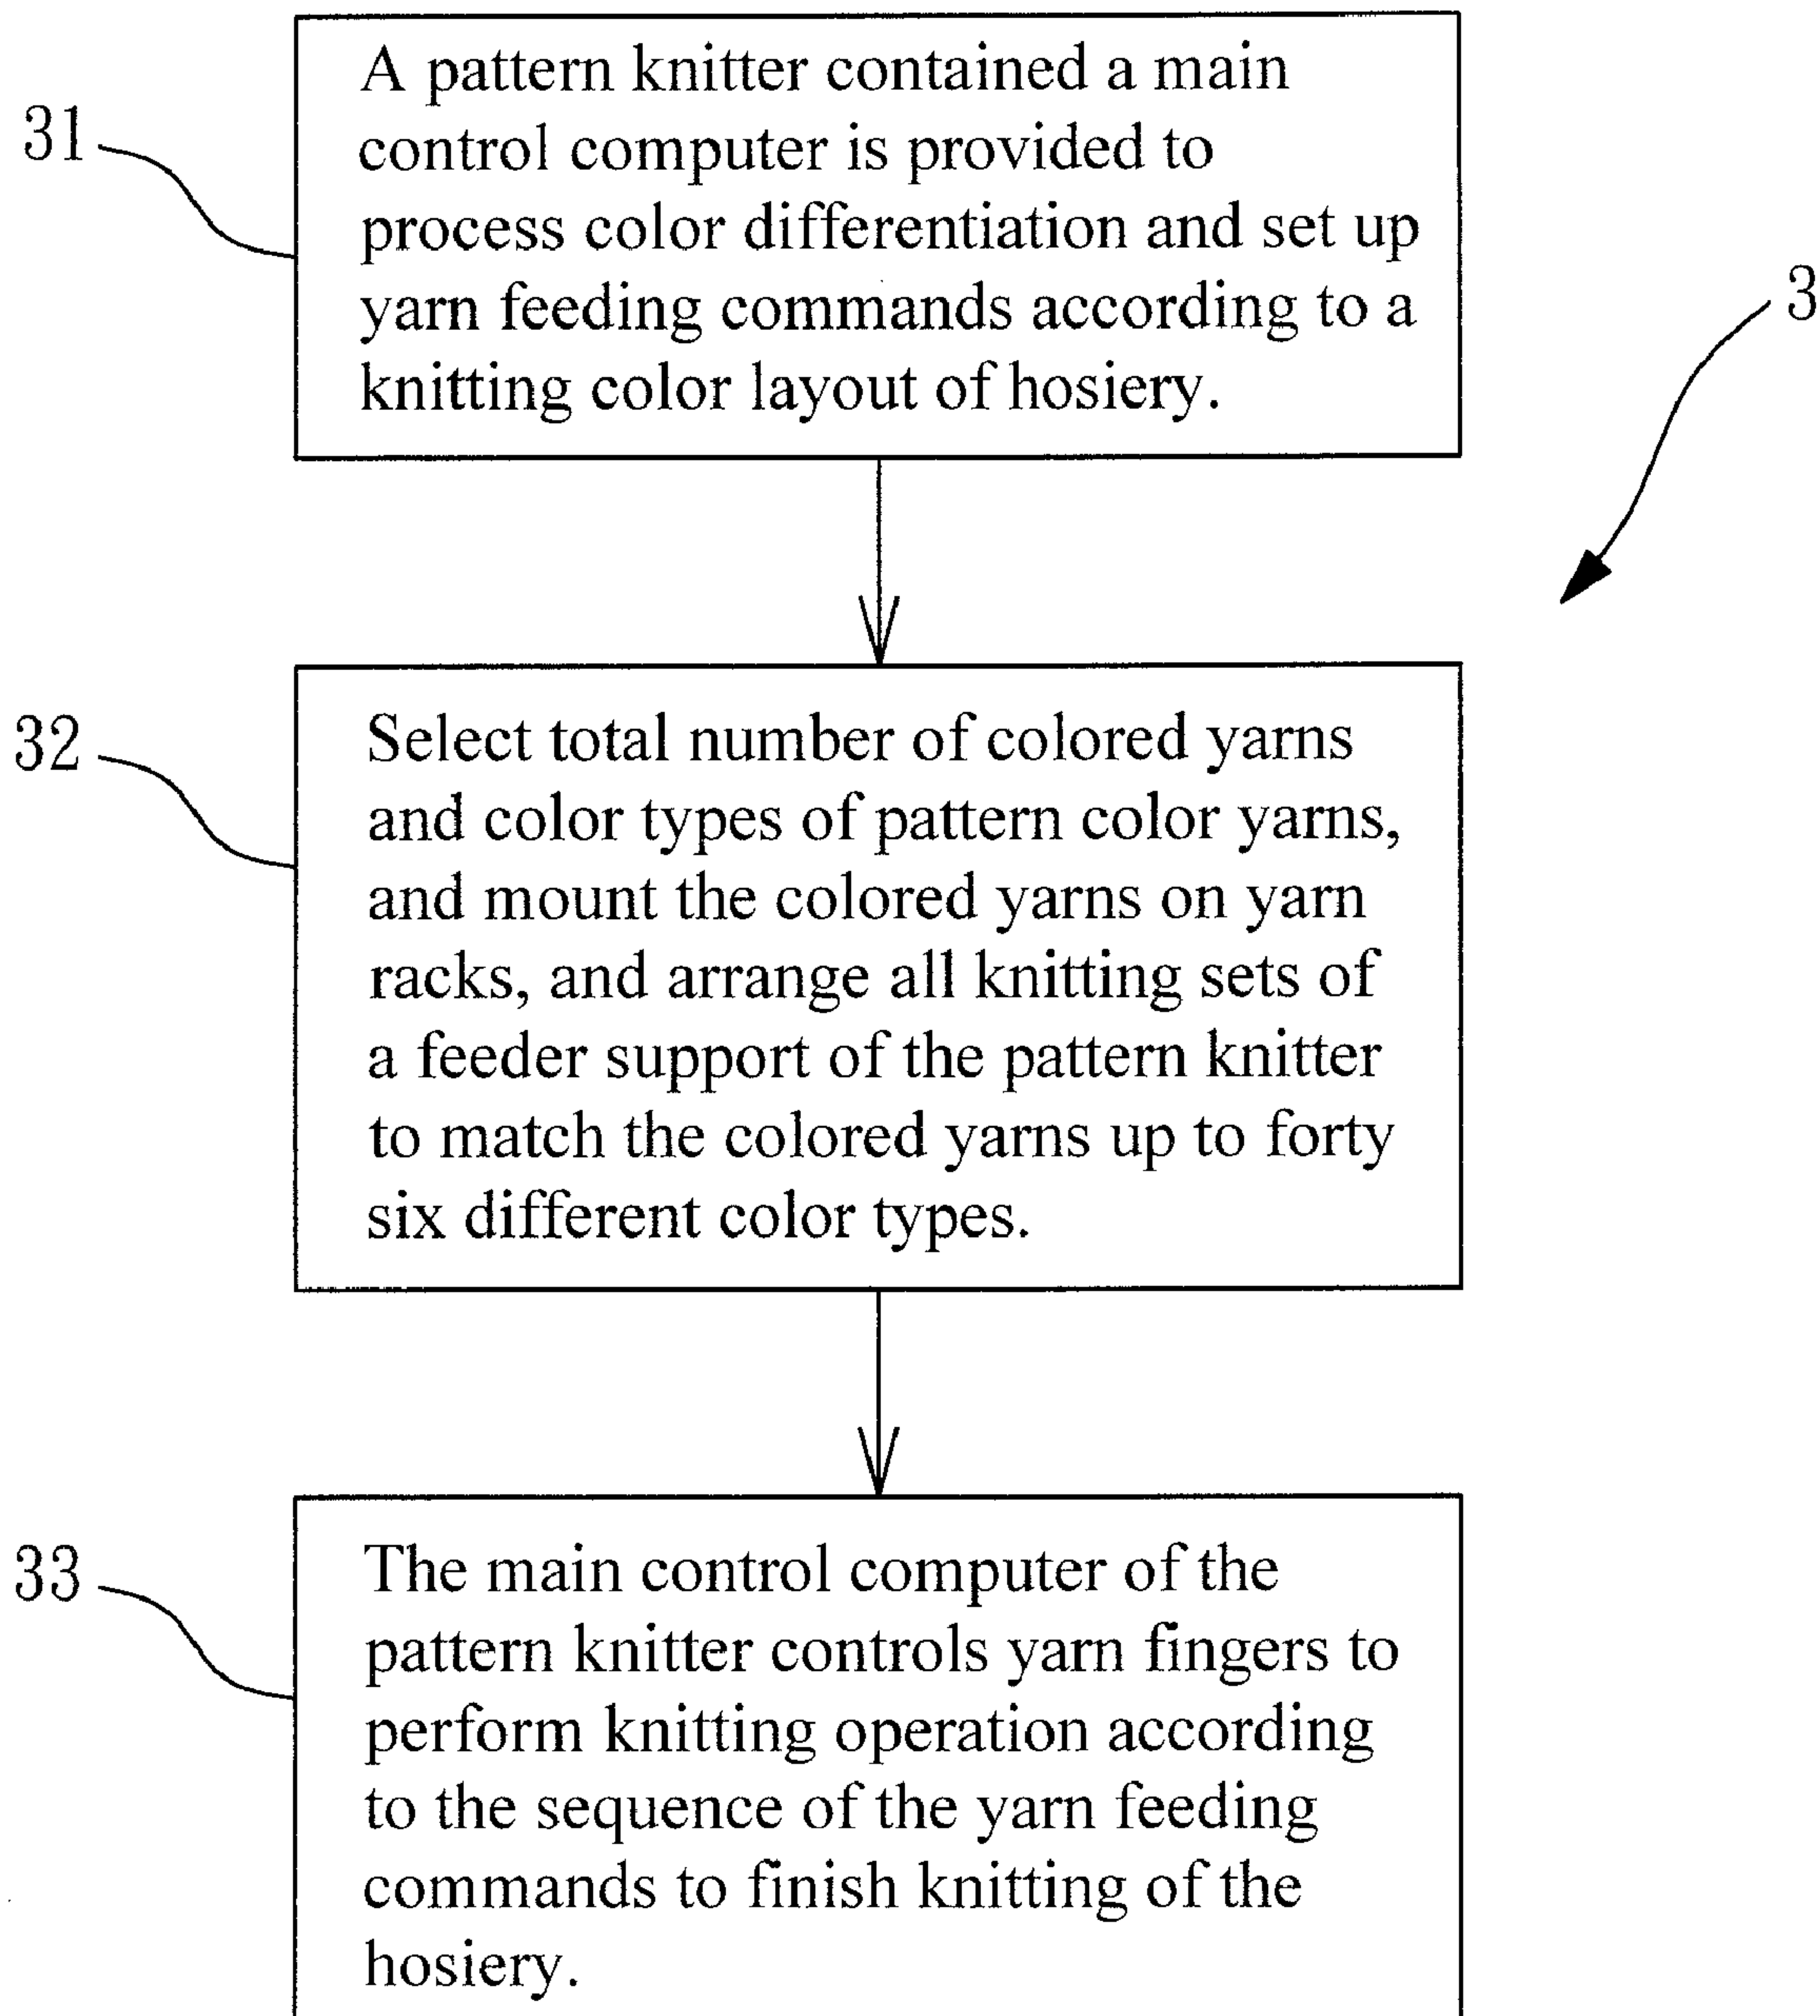 31
A pattern knitter contained a main
control computer is provided to
process color differentiation and set up
yarn feeding commands according to a
knitting color layout of hosiery.
3
32
Select total number of colored yarns
and color types of pattern color yarns,
and mount the colored yarns on yarn
racks, and arrange all knitting sets of
a feeder support of the pattern knitter
to match the colored yarns up to forty
six different color types.
33
The main control computer of the
pattern knitter controls yarn fingers to
perform knitting operation according
to the sequence of the yarn feeding
commands to finish knitting of the
hosiery.